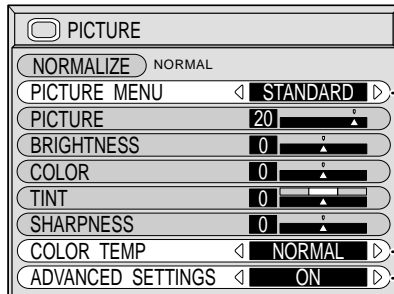 PICTURE
NORMALIZE NORMAL
PICTURE MENU STANDARD
PICTURE 20
BRIGHTNESS 0
COLOR 0
TINT 0
SHARPNESS 0
COLOR TEMP NORMAL
ADVANCED SETTINGS ON